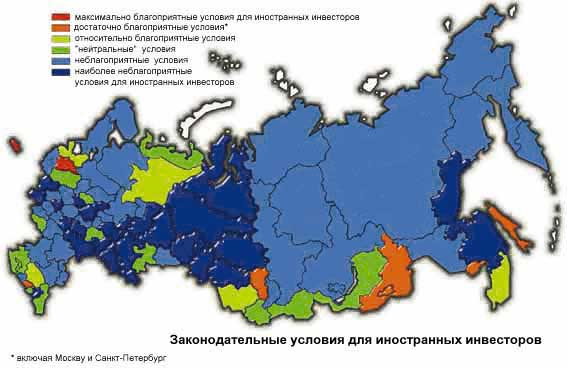 максимально благоприятные условия для иностранных инвесторов
достаточно благоприятные условия*
относительно благоприятные условия
"нейтральные" условия
неблагоприятные условия
наиболее неблагоприятные
условия для иностранных инвесторов
Законодательные условия для иностранных инвесторов
* включая Москву и Санкт-Петербург